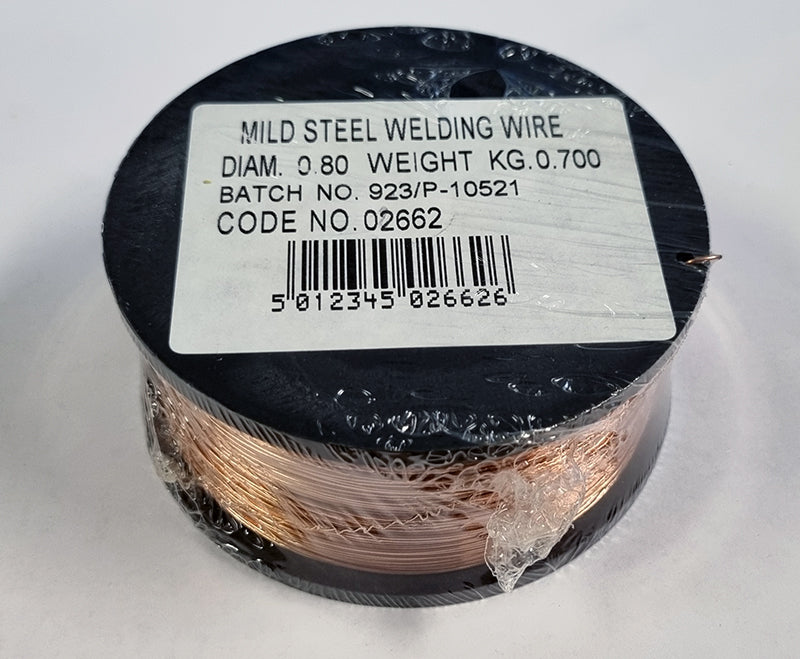 MILD STEEL WELDING WIRE
DIAM. 0.80 WEIGHT KG.0.700
BATCH NO. 923/P-10521
CODE NO.02662
5 012345 026626